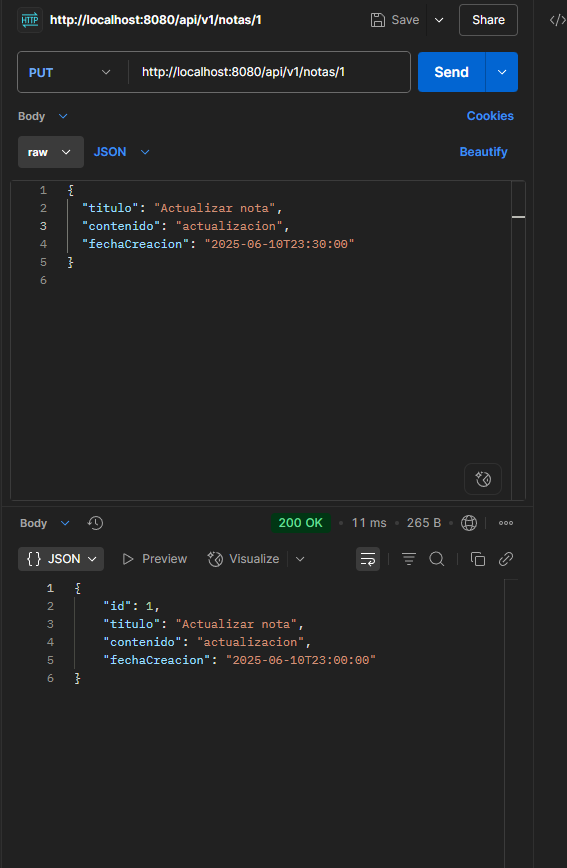 HTTP http://localhost:8080/api/v1/notas/1 Save Share </>
PUT http://localhost:8080/api/v1/notas/1 Send
Body Cookies
raw JSON Beautify
1 {
2 "titulo": "Actualizar nota",
3 "contenido": "actualizacion",
4 "fechaCreacion": "2025-06-10T23:30:00"
5 }
6
Body 200 OK • 11 ms • 265 B •
{} JSON Preview Visualize
1 {
2 "id": 1,
3 "titulo": "Actualizar nota",
4 "contenido": "actualizacion",
5 "fechaCreacion": "2025-06-10T23:00:00"
6 }